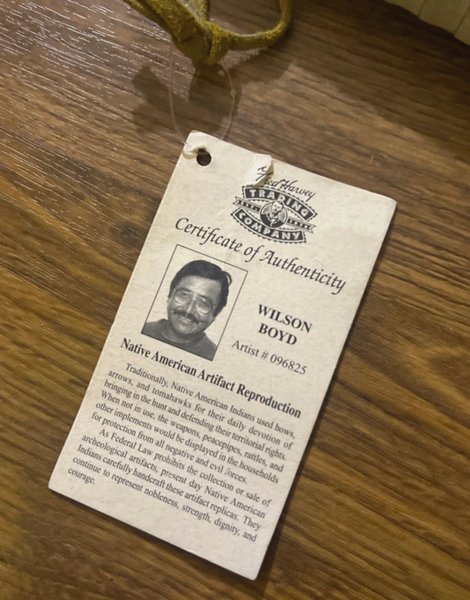 Fred Harvey
TRADING
COMPANY
Certificate of Authenticity
WILSON
BOYD
Artist # 096825
Native American Artifact Reproduction
Traditionally, Native American Indians used bows,
arrows, and tomahawks for their daily devotion of
bringing in the hunt and defending their territorial rights.
When not in use, the weapons, peacepipes, rattles, and
other implements would be displayed in the households
for protection from all negative and evil forces.
As Federal Law prohibits the collection or sale of
archeological artifacts, present day Native American
Indians carefully handcraft these artifact replicas. They
continue to represent nobleness, strength, dignity, and
courage.